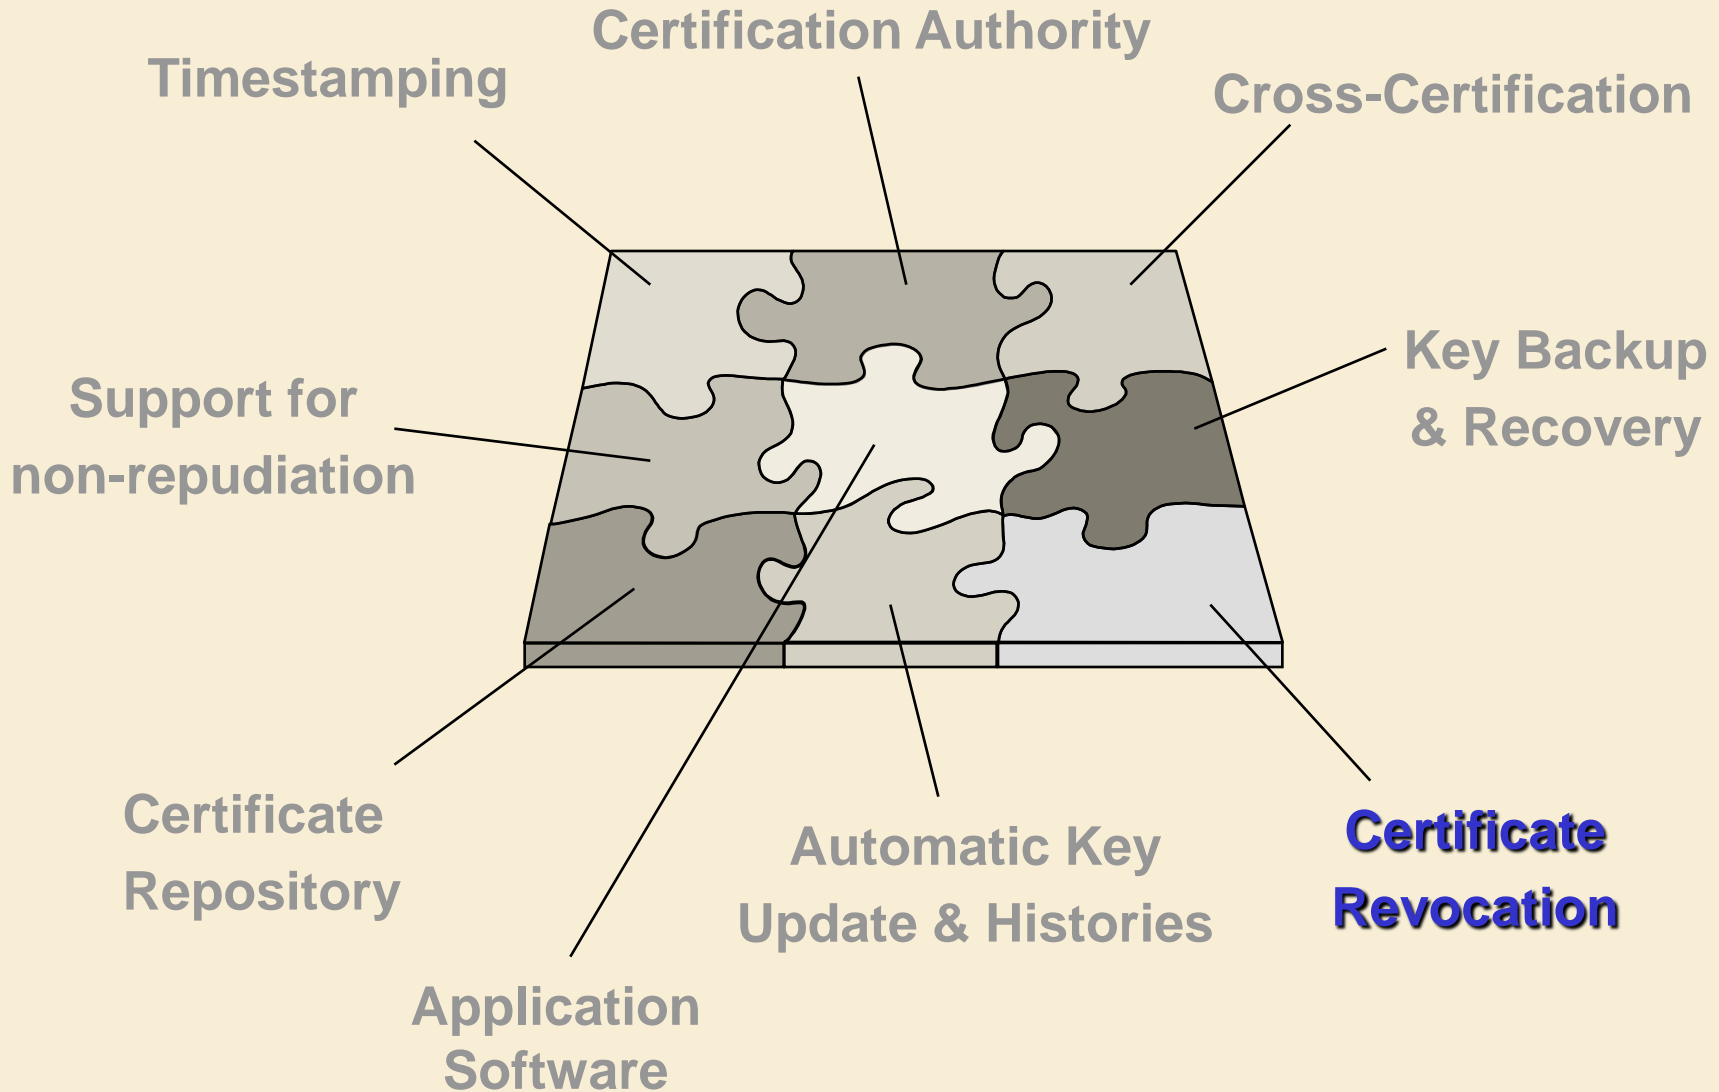 Certification Authority
Timestamping
Cross-Certification
Key Backup
& Recovery
Support for
non-repudiation
Certificate
Repository
Automatic Key
Update & Histories
Certificate
Revocation
Application
Software